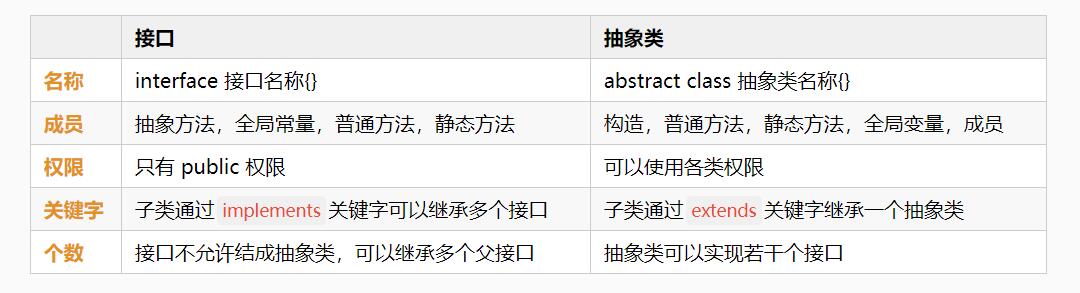 接口 抽象类
名称 interface 接口名称{} abstract class 抽象类名称{}
成员 抽象方法，全局常量，普通方法，静态方法 构造，普通方法，静态方法，全局变量，成员
权限 只有 public 权限 可以使用各类权限
关键字 子类通过 implements 关键字可以继承多个接口 子类通过 extends 关键字继承一个抽象类
个数 接口不允许结成抽象类，可以继承多个父接口 抽象类可以实现若干个接口